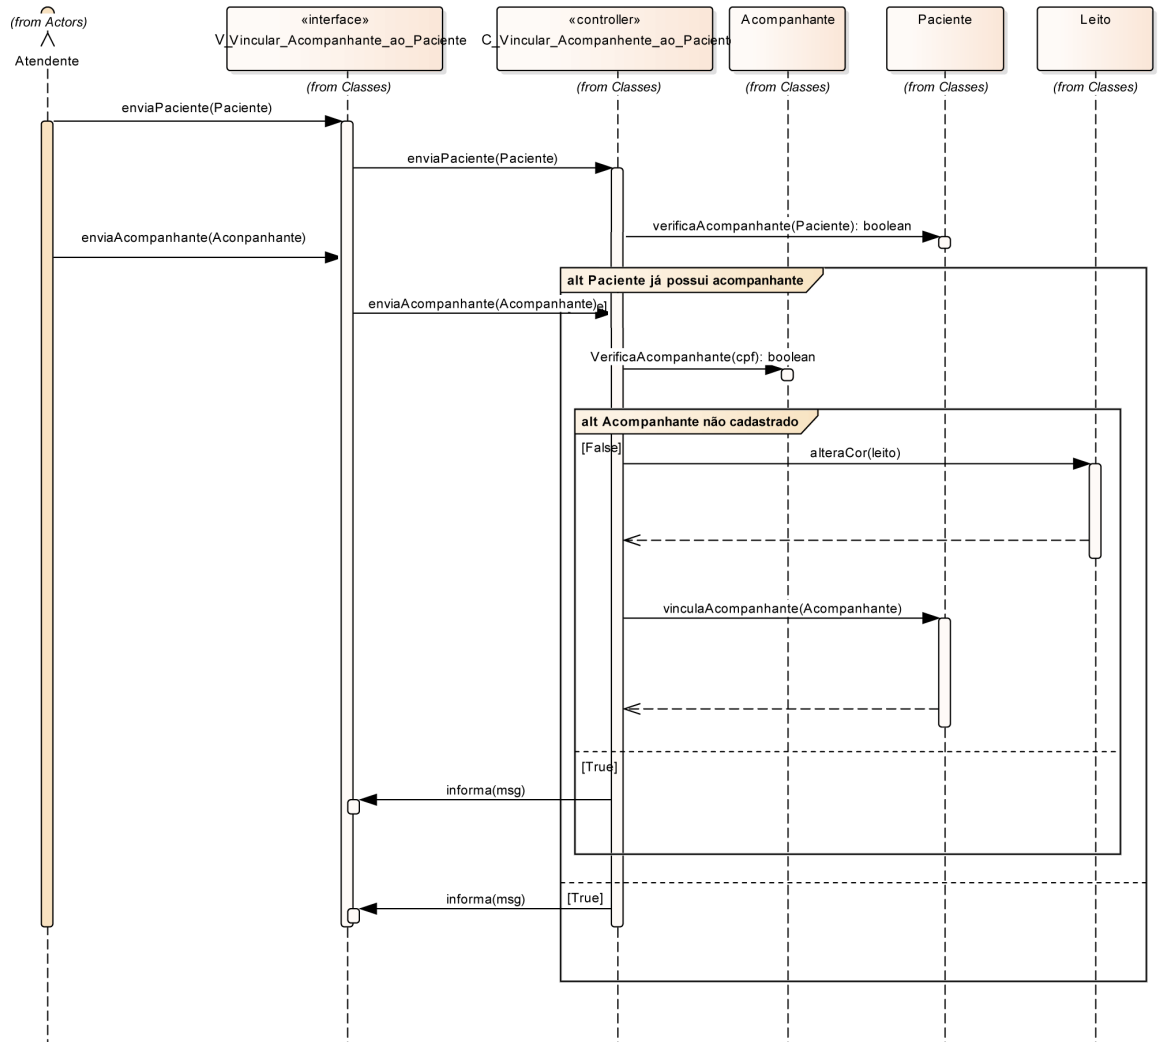 (from Actors)
Atendente
«interface»
V_Vincular_Acompanhante_ao_Paciente
(from Classes)
«controller»
C_Vincular_Acompanhente_ao_Pacient
(from Classes)
Acompanhante
(from Classes)
Paciente
(from Classes)
Leito
(from Classes)
enviaPaciente(Paciente)
enviaPaciente(Paciente)
verificaAcompanhante(Paciente): boolean
enviaAcompanhante(Aconpanhante)
alt Paciente já possui acompanhante
enviaAcompanhante(Acompanhante)
VerificaAcompanhante(cpf): boolean
alt Acompanhante não cadastrado
[False]
alteraCor(leito)
vinculaAcompanhante(Acompanhante)
[True]
informa(msg)
informa(msg)
[True]